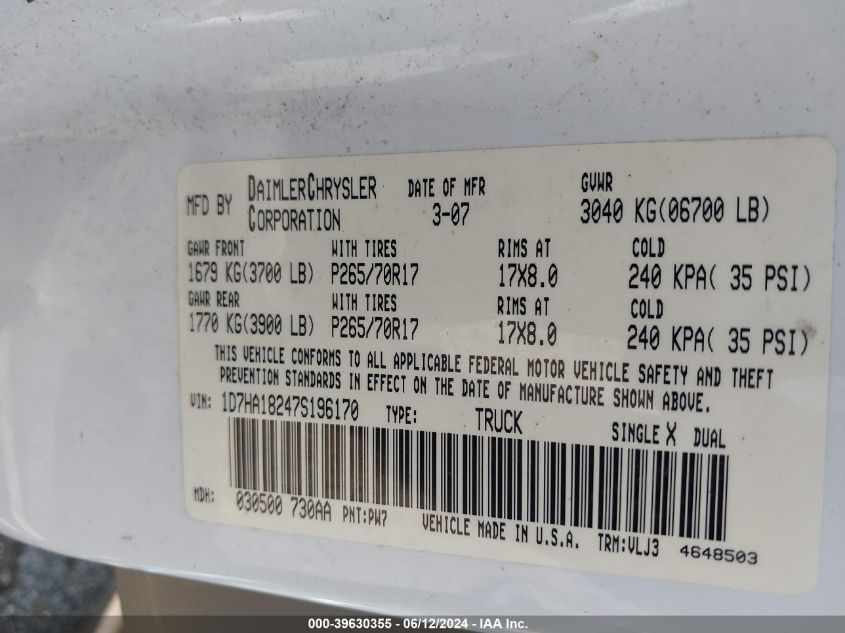 MFD BY DAIMLERCHRYSLER CORPORATION DATE OF MFR 3-07 GVWR 3040 KG(06700 LB)
GAWR FRONT WITH TIRES RIMS AT COLD
1679 KG(3700 LB) P265/70R17 17X8.0 240 KPA( 35 PSI)
GAWR REAR WITH TIRES RIMS AT COLD
1770 KG(3900 LB) P265/70R17 17X8.0 240 KPA( 35 PSI)
THIS VEHICLE CONFORMS TO ALL APPLICABLE FEDERAL MOTOR VEHICLE SAFETY AND THEFT
PREVENTION STANDARDS IN EFFECT ON THE DATE OF MANUFACTURE SHOWN ABOVE.
VIN: 1D7HA18247S196170 TYPE: TRUCK SINGLE X DUAL
MDH: 030500 730AA PNT:PW7 VEHICLE MADE IN U.S.A. TRM:VLJ3 4648503
000-39630355 - 06/12/2024 - IAA Inc.